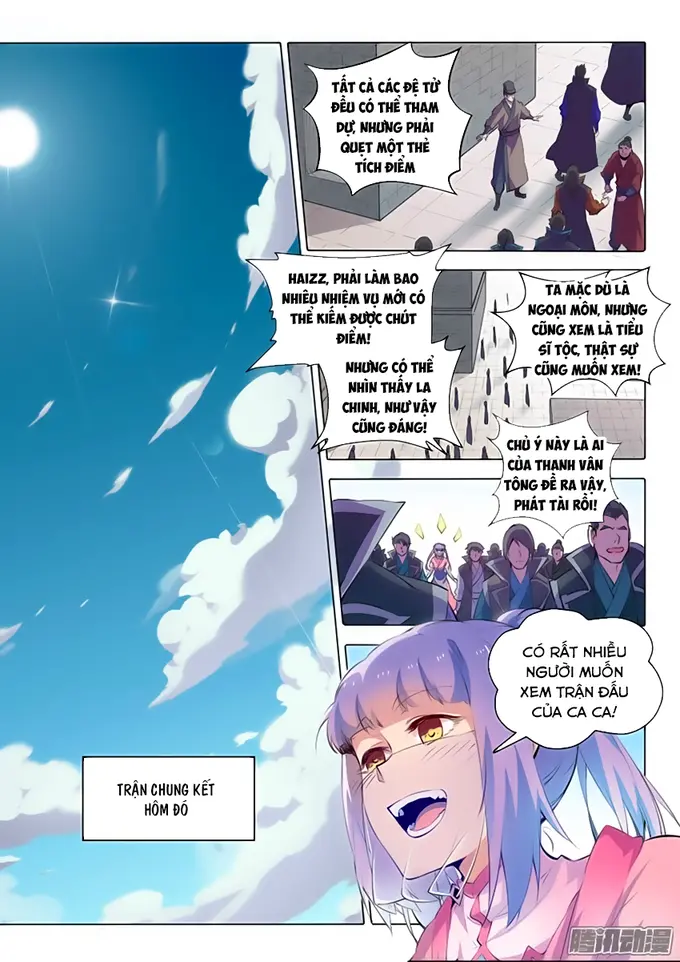 TRẬN CHUNG KẾT
HÔM ĐÓ
TẤT CẢ CÁC ĐỆ TỬ
ĐỀU CÓ THỂ THAM
DỰ, NHƯNG PHẢI
QUẸT MỘT THẺ
TÍCH ĐIỂM
HAIZZ, PHẢI LÀM BAO
NHIÊU NHIỆM VỤ MỚI CÓ
THỂ KIẾM ĐƯỢC CHÚT
ĐIỂM!
NHƯNG CÓ THỂ
NHÌN THẤY LA
CHINH, NHƯ VẬY
CŨNG ĐÁNG!
TA MẶC DÙ LÀ
NGOẠI MÔN, NHƯNG
CŨNG XEM LÀ TIỂU
SĨ TỘC, THẬT SỰ
CŨNG MUỐN XEM!
CHỦ Ý NÀY LÀ AI
CỦA THANH VÂN
TÔNG ĐỀ RA VẬY,
PHÁT TÀI RỒI!
CÓ RẤT NHIỀU
NGƯỜI MUỐN
XEM TRẬN ĐẤU
CỦA CA CA!
腾讯动漫